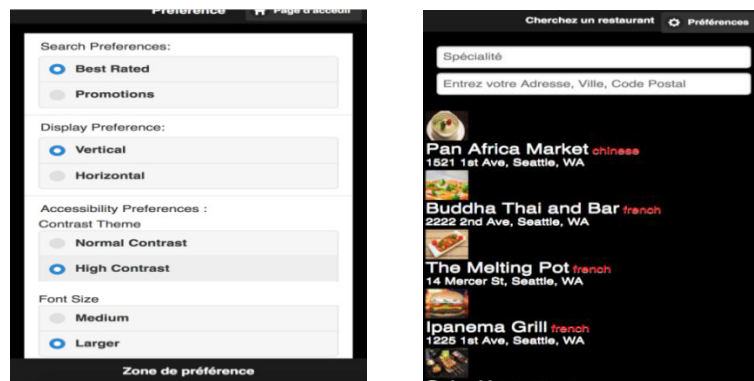 Préférence Page d'acceuil
Search Preferences:
Best Rated
Promotions
Display Preference:
Vertical
Horizontal
Accessibility Preferences :
Contrast Theme
Normal Contrast
High Contrast
Font Size
Medium
Larger
Zone de préférence
Cherchez un restaurant Préférences
Spécialité
Entrez votre Adresse, Ville, Code Postal
Pan Africa Market chinese
1521 1st Ave, Seattle, WA
Buddha Thai and Bar french
2222 2nd Ave, Seattle, WA
The Melting Pot french
14 Mercer St, Seattle, WA
Ipanema Grill french
1225 1st Ave, Seattle, WA